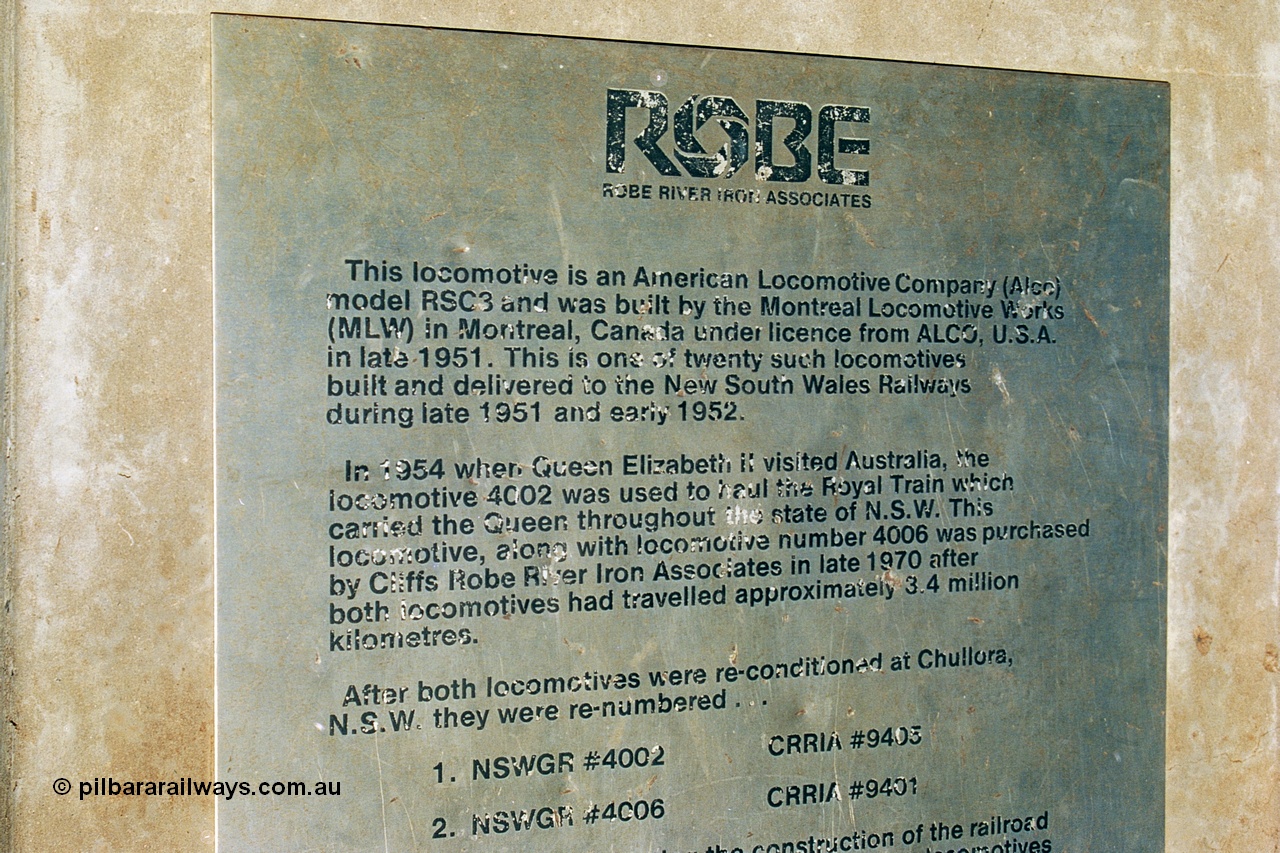 ROBE
ROBE RIVER IRON ASSOCIATES
This locomotive is an American Locomotive Company (Alco)
model RSC3 and was built by the Montreal Locomotive Works
(MLW) in Montreal, Canada under licence from ALCO, U.S.A.
in late 1951. This is one of twenty such locomotives
built and delivered to the New South Wales Railways
during late 1951 and early 1952.
In 1954 when Queen Elizabeth II visited Australia, the
locomotive 4002 was used to haul the Royal Train which
carried the Queen throughout the state of N.S.W. This
locomotive, along with locomotive number 4006 was purchased
by Cliffs Robe River Iron Associates in late 1970 after
both locomotives had travelled approximately 3.4 million
kilometres.
After both locomotives were re-conditioned at Chullora,
N.S.W. they were re-numbered . . .
1. NSWGR #4002 CRRIA #9405
2. NSWGR #4006 CRRIA #9401
the construction of the railroad
locomotives
© pilbararailways.com.au